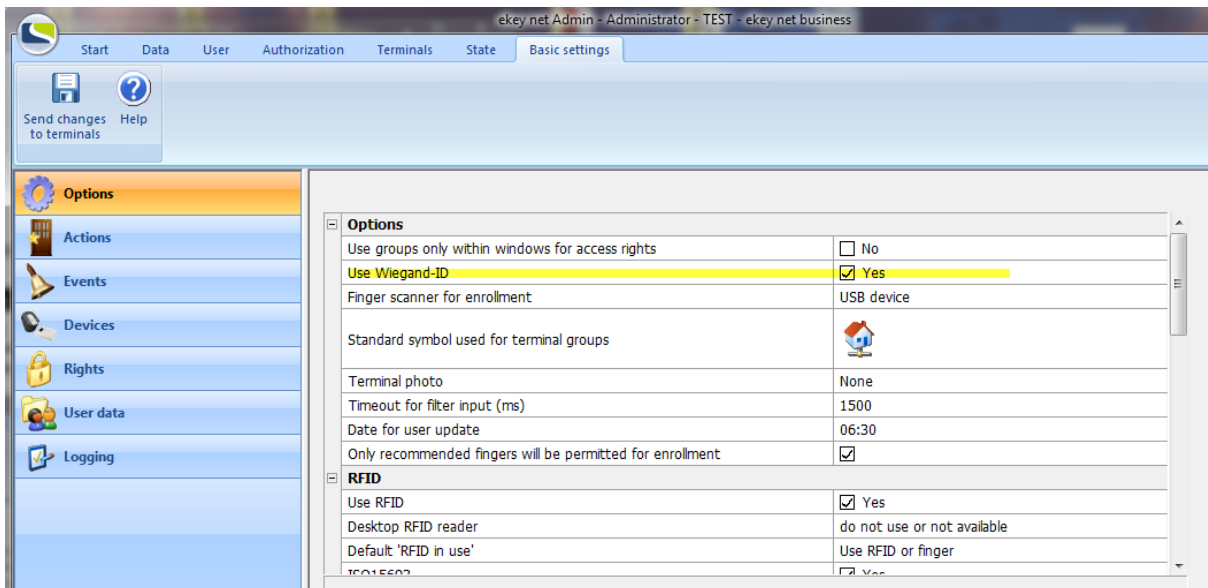 ekey net Admin - Administrator - TEST - ekey net business
Start Data User Authorization Terminals State Basic settings
Send changes to terminals
Help
Options
Actions
Events
Devices
Rights
User data
Logging
Options
Use groups only within windows for access rights No
Use Wiegand-ID Yes
Finger scanner for enrollment USB device
Standard symbol used for terminal groups
Terminal photo None
Timeout for filter input (ms) 1500
Date for user update 06:30
Only recommended fingers will be permitted for enrollment
RFID
Use RFID Yes
Desktop RFID reader do not use or not available
Default 'RFID in use' Use RFID or finger
ISO15693 Yes